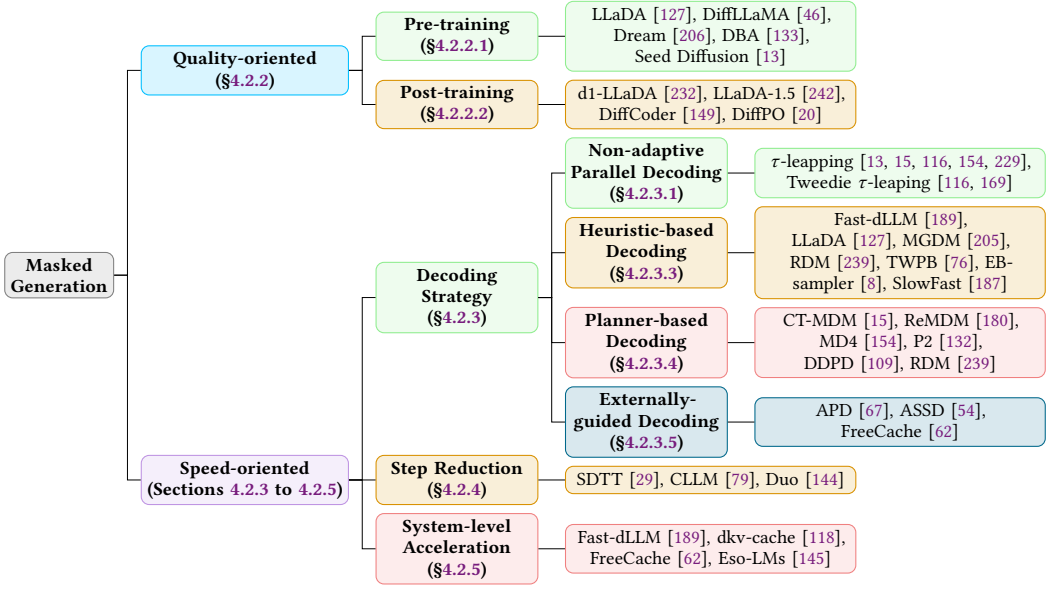 Masked
Generation
Quality-oriented
(§4.2.2)
Pre-training
(§4.2.2.1)
LLaDA [127], DiffLLaMA [46],
Dream [206], DBA [133],
Seed Diffusion [13]
Post-training
(§4.2.2.2)
d1-LLaDA [232], LLaDA-1.5 [242],
DiffCoder [149], DiffPO [20]
Speed-oriented
(Sections 4.2.3 to 4.2.5)
Decoding
Strategy
(§4.2.3)
Non-adaptive
Parallel Decoding
(§4.2.3.1)
τ-leapping [13, 15, 116, 154, 229],
Tweedie τ-leaping [116, 169]
Heuristic-based
Decoding
(§4.2.3.3)
Fast-dLLM [189],
LLaDA [127], MGDM [205],
RDM [239], TWPB [76], EB-
sampler [8], SlowFast [187]
Planner-based
Decoding
(§4.2.3.4)
CT-MDM [15], ReMDM [180],
MD4 [154], P2 [132],
DDPD [109], RDM [239]
Externally-
guided Decoding
(§4.2.3.5)
APD [67], ASSD [54],
FreeCache [62]
Step Reduction
(§4.2.4)
SDTT [29], CLLM [79], Duo [144]
System-level
Acceleration
(§4.2.5)
Fast-dLLM [189], dkv-cache [118],
FreeCache [62], Eso-LMs [145]